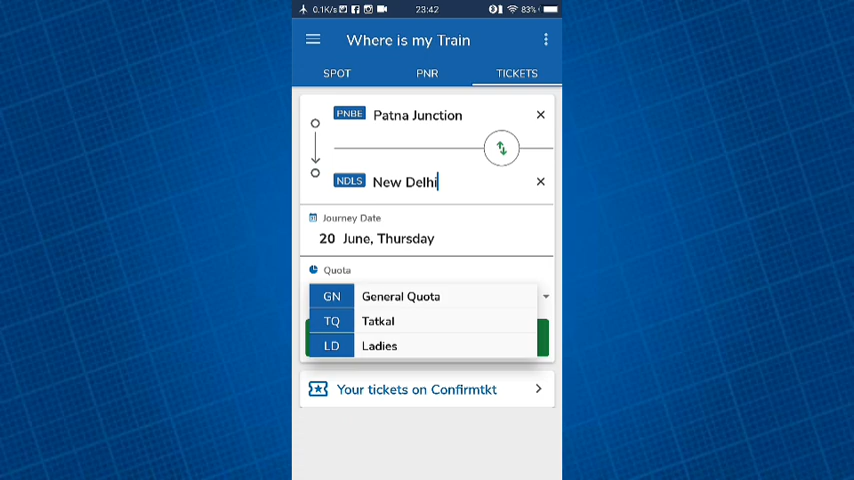 0.1K/s 23:42 83%
Where is my Train
SPOT PNR TICKETS
PNBE Patna Junction
NDLS New Delhi
Journey Date
20 June, Thursday
Quota
GN General Quota
TQ Tatkal
LD Ladies
Your tickets on Confirmtkt